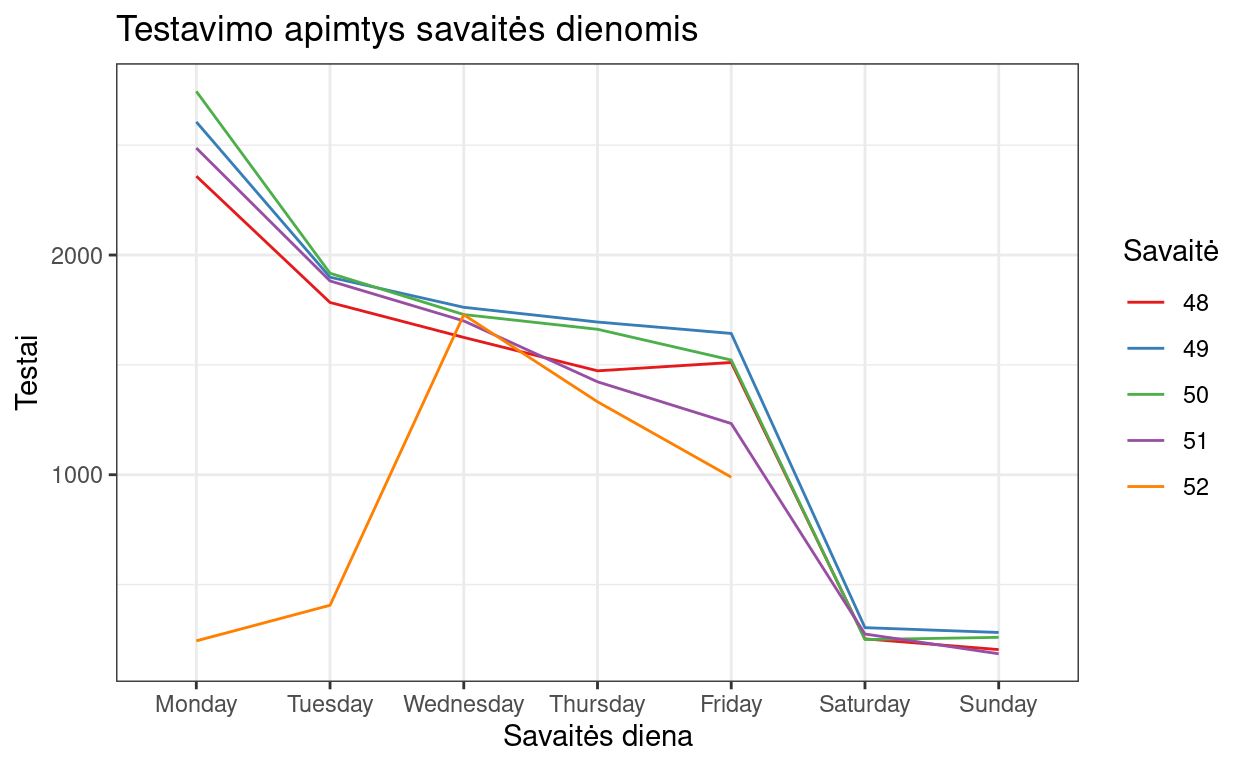 Testavimo apimtys savaitės dienomis
Testai
2000
1000
Monday Tuesday Wednesday Thursday Friday Saturday Sunday
Savaitės diena
Savaitė
48
49
50
51
52